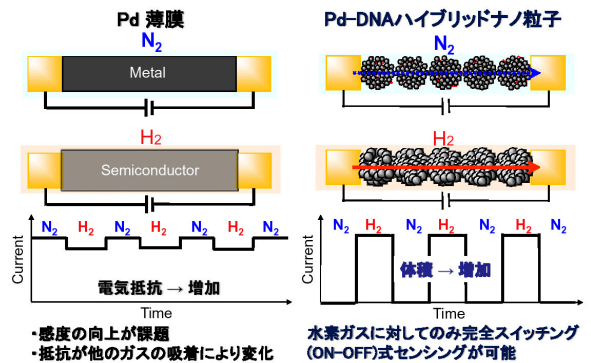 Pd 薄膜
N2
Metal
H2
Semiconductor
N2 H2 N2 H2 N2 H2 N2
Current
電気抵抗 → 増加
Time
・感度の向上が課題
・抵抗が他のガスの吸着により変化
Pd-DNAハイブリッドナノ粒子
N2
H2
N2 H2 N2 H2 N2 H2 N2
Current
体積 → 増加
Time
水素ガスに対してのみ完全スイッチング
(ON-OFF)式センシングが可能